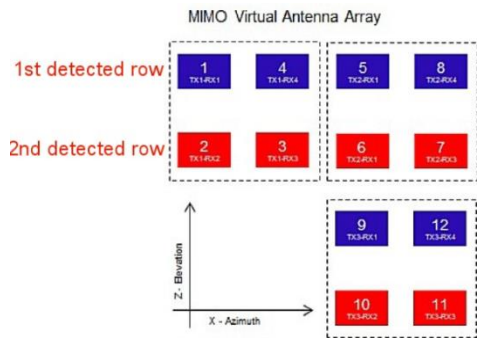 MIMO Virtual Antenna Array
1st detected row
1
TX1-RX1
4
TX1-RX4
5
TX2-RX1
8
TX2-RX4
2nd detected row
2
TX1-RX2
3
TX1-RX3
6
TX2-RX1
7
TX2-RX3
Z - Elevation
X - Azimuth
9
TX3-RX1
12
TX3-RX4
10
TX3-RX2
11
TX3-RX3